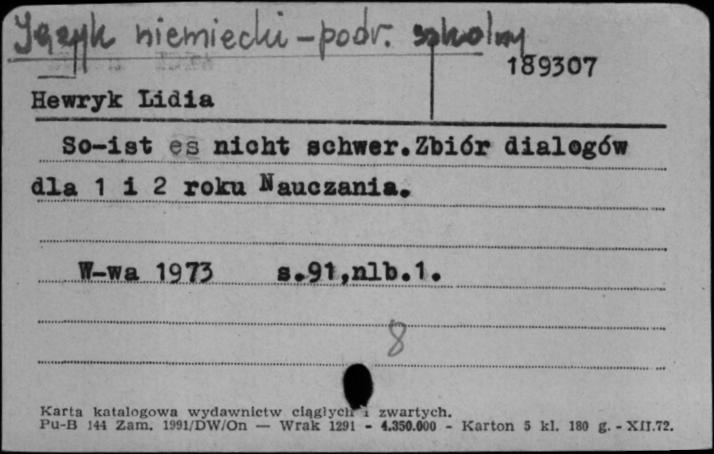 Język niemiecki - podr. szkolny
189307
Hewryk Lidia
So-ist es nicht schwer.Zbiór dialogów
dla 1 i 2 roku Nauczania.
W-wa 1973 s.91,nlb.1.
8
Karta katalogowa wydawnictw ciągłych i zwartych.
Pu-B 144 Zam. 1991/DW/On — Wrak 1291 - 4.350.000 - Karton 5 kl. 180 g. - XII.72.